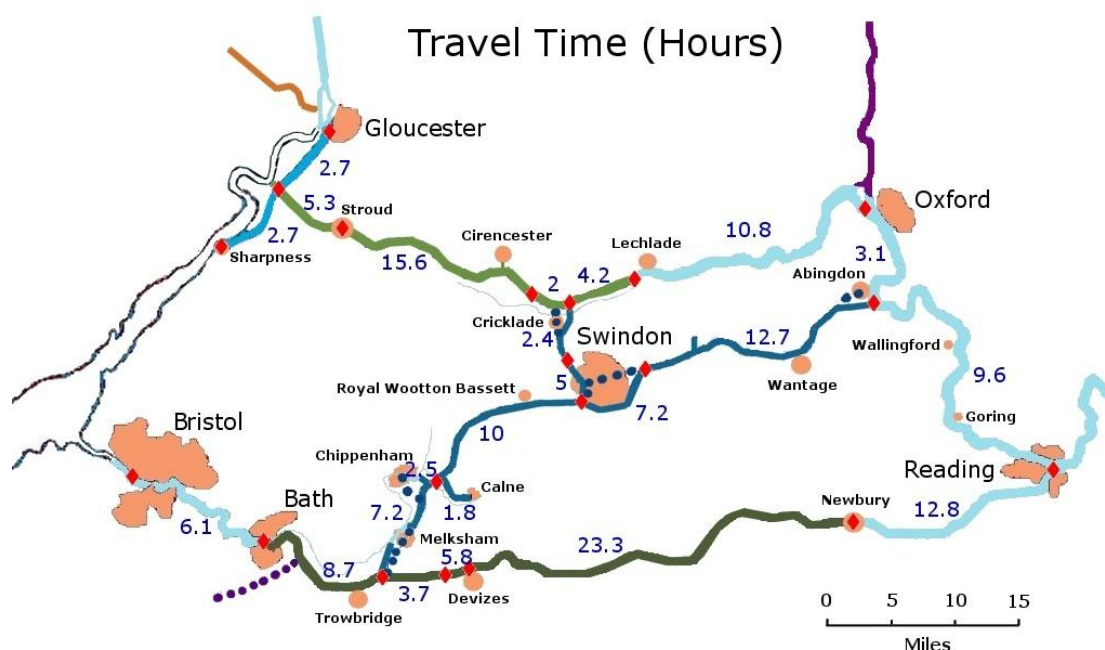 Travel Time (Hours)
Gloucester
2.7
5.3
Stroud
2.7
Sharpness
15.6
Cirencester
Lechlade
10.8
Oxford
3.1
2
4.2
Abingdon
Cricklade
2.4
Swindon
12.7
Wallingford
Wantage
5
7.2
9.6
Royal Wootton Bassett
10
Goring
Bristol
Chippenham
2.5
Calne
1.8
Reading
Newbury
12.8
6.1
Bath
7.2
Melksham
23.3
8.7
5.8
3.7
Trowbridge
Devizes
0 5 10 15
Miles